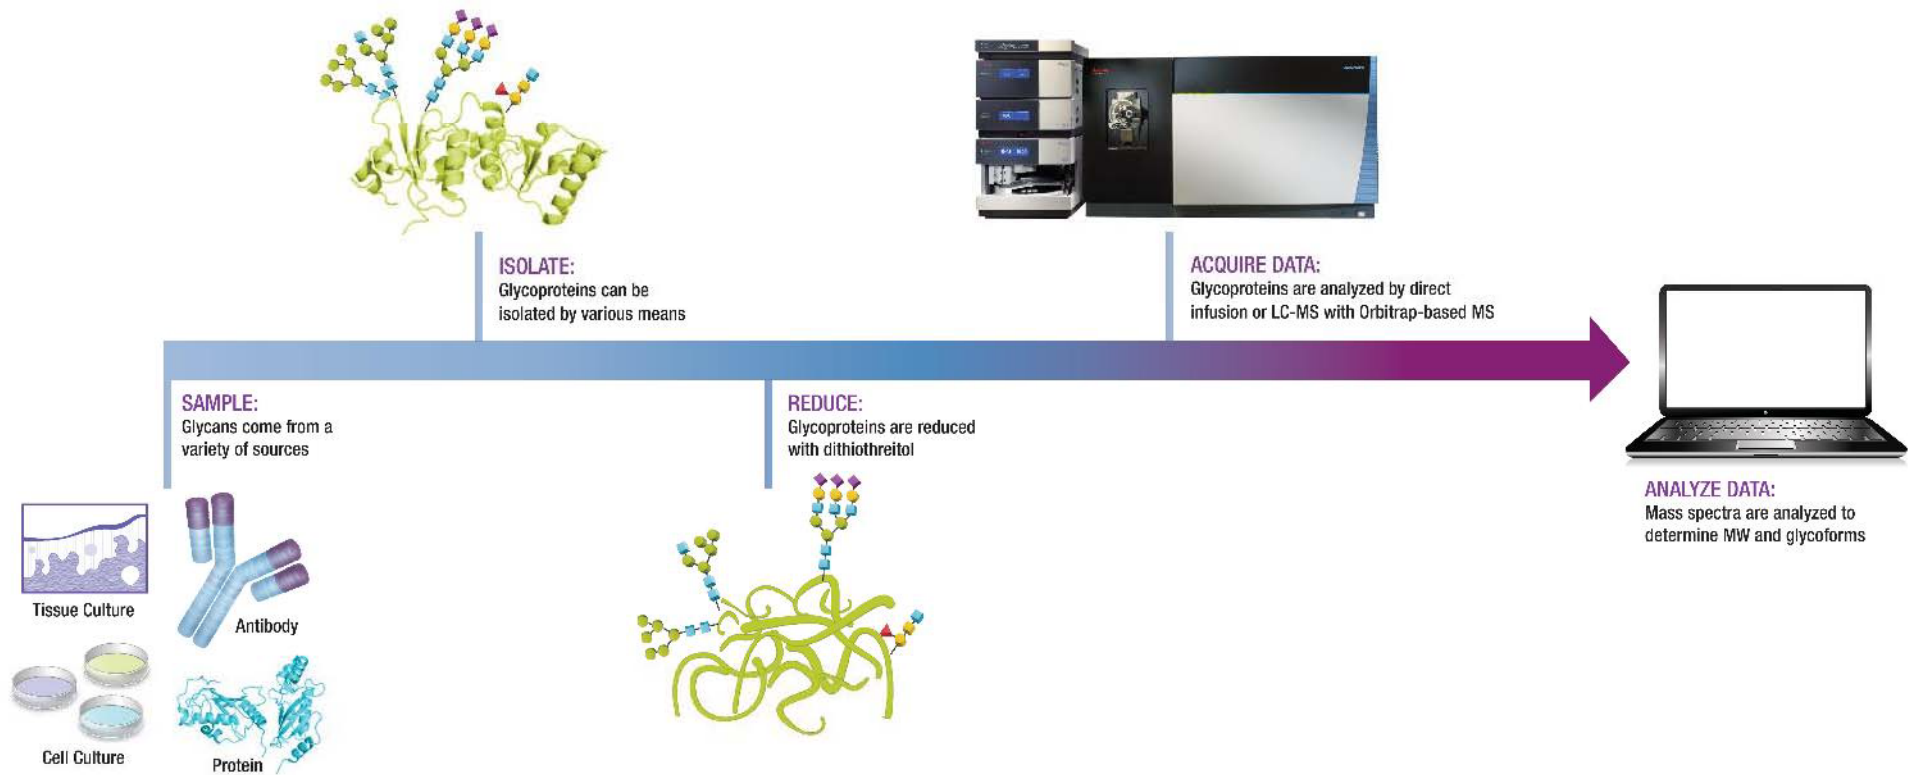 ISOLATE:
Glycoproteins can be
isolated by various means
ACQUIRE DATA:
Glycoproteins are analyzed by direct
infusion or LC-MS with Orbitrap-based MS
SAMPLE:
Glycans come from a
variety of sources
REDUCE:
Glycoproteins are reduced
with dithiothreitol
ANALYZE DATA:
Mass spectra are analyzed to
determine MW and glycoforms
Tissue Culture
Antibody
Cell Culture
Protein